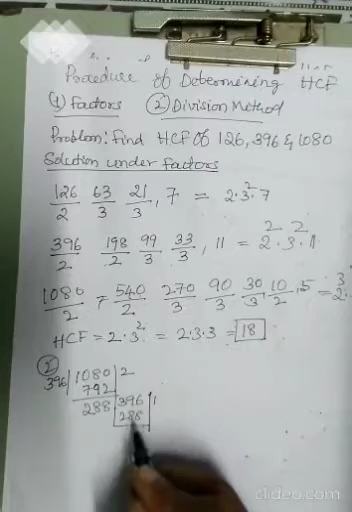 Procedure of Determining HCF
① Factors ② Division Method
Problem: Find HCF Of 126, 396 & 1080
Solution under factors
126/2 63/3 21/3, 7 = 2·3²·7
396/2 198/2 99/3 33/3, 11 = 2²·3²·11
1080/2 = 540/2 270/3 90/3 30/3 10/2, 5 = 2³·
HCF = 2·3² = 2·3·3 = 18
②
396 | 1080 | 2
792
288 | 396 | 1
288
clideo.com